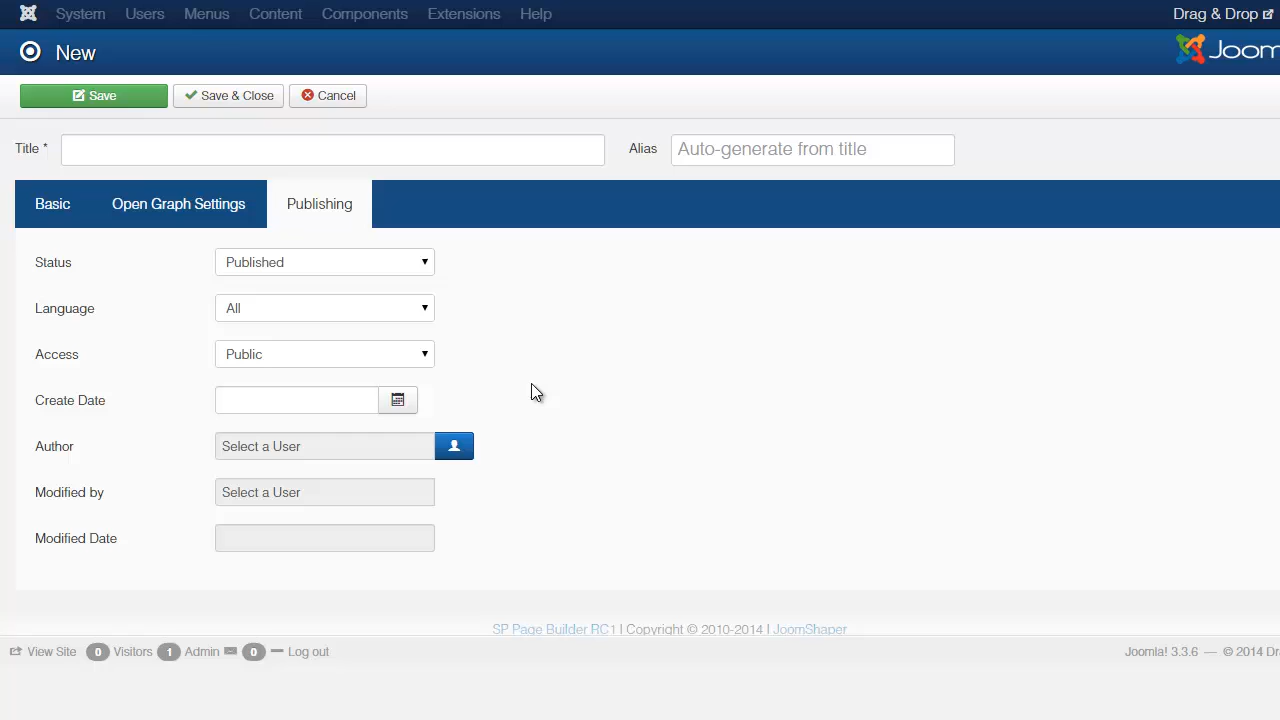 System Users Menus Content Components Extensions Help Drag & Drop
New Joom
Save Save & Close Cancel
Title * Alias Auto-generate from title
Basic Open Graph Settings Publishing
Status Published
Language All
Access Public
Create Date
Author Select a User
Modified by Select a User
Modified Date
SP Page Builder RC1 | Copyright © 2010-2014 | JoomShaper
View Site 0 Visitors 1 Admin 0 Log out Joomla! 3.3.6 — © 2014 Dr